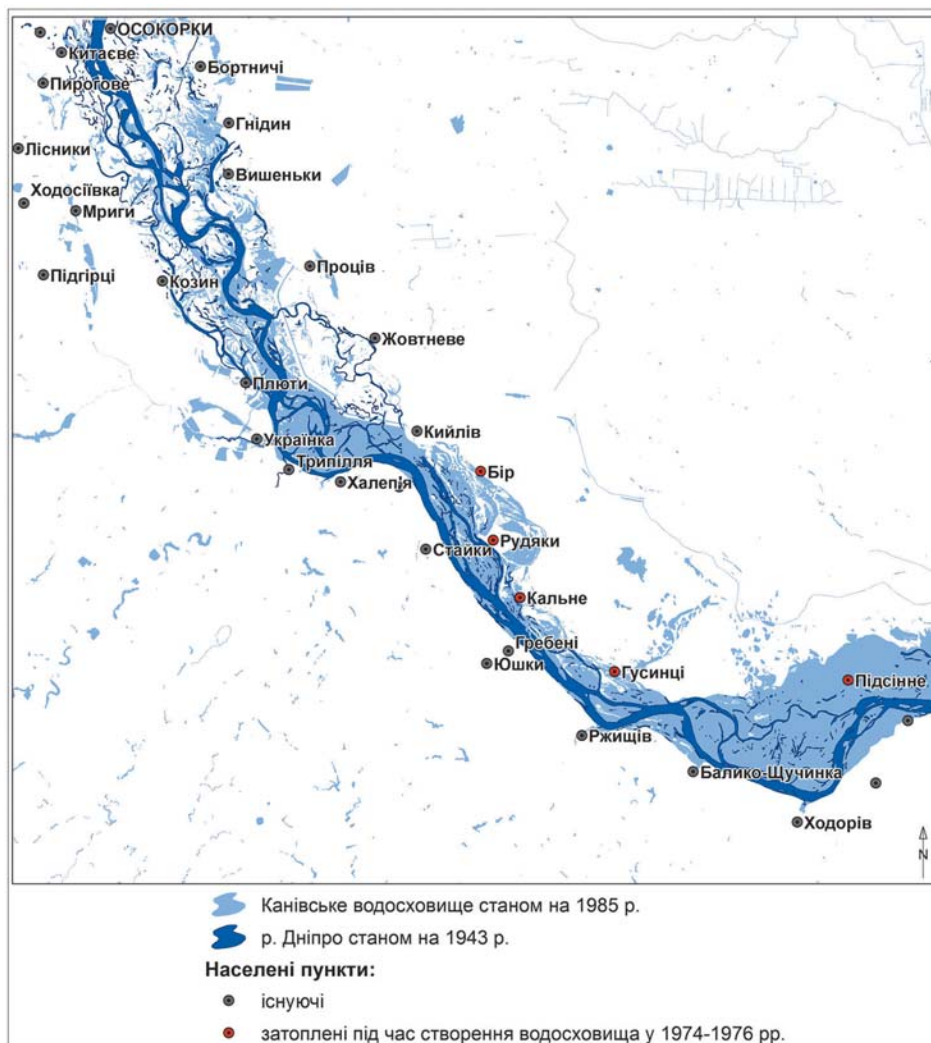 ОСОКОРКИ
Китаєве
Бортничі
Пирогове
Гнідин
Лісники
Вишеньки
Ходосіївка
Мриги
Проців
Підгірці
Козин
Жовтневе
Плюти
Кийлів
Українка
Трипілля
Бір
Халепія
Рудяки
Стайки
Кальне
Гребені
Юшки
Гусинці
Підсінне
Ржищів
Балико-Щучинка
Ходорів
N
Канівське водосховище станом на 1985 р.
р. Дніпро станом на 1943 р.
Населені пункти:
існуючі
затоплені під час створення водосховища у 1974-1976 рр.